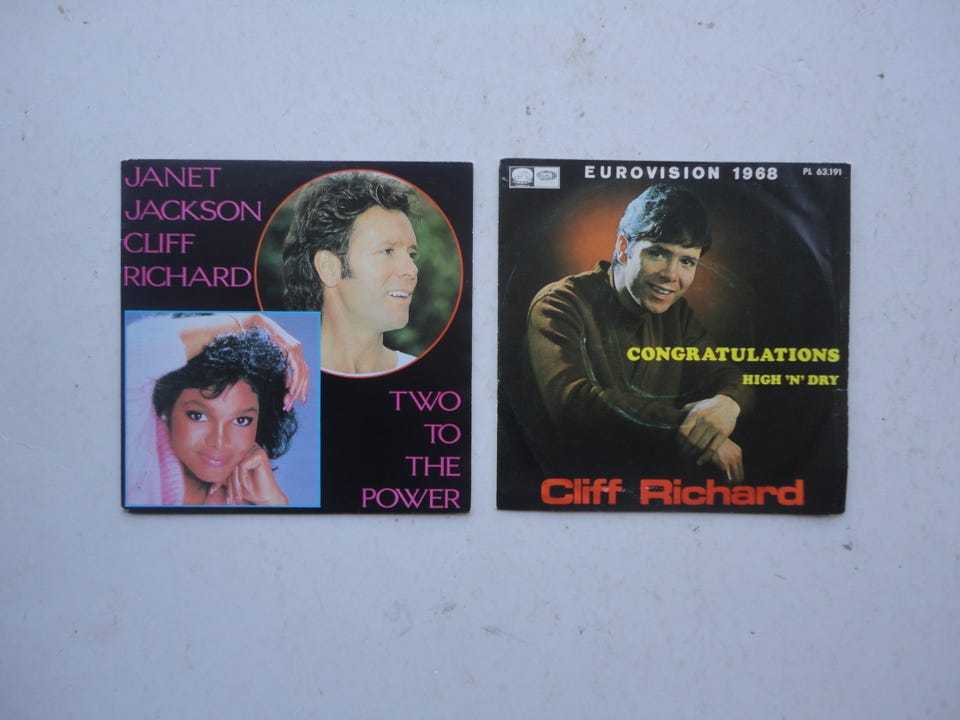 JANET
JACKSON
CLIFF
RICHARD
TWO
TO
THE
POWER
EUROVISION 1968
PL 63.191
CONGRATULATIONS
HIGH 'N' DRY
Cliff Richard